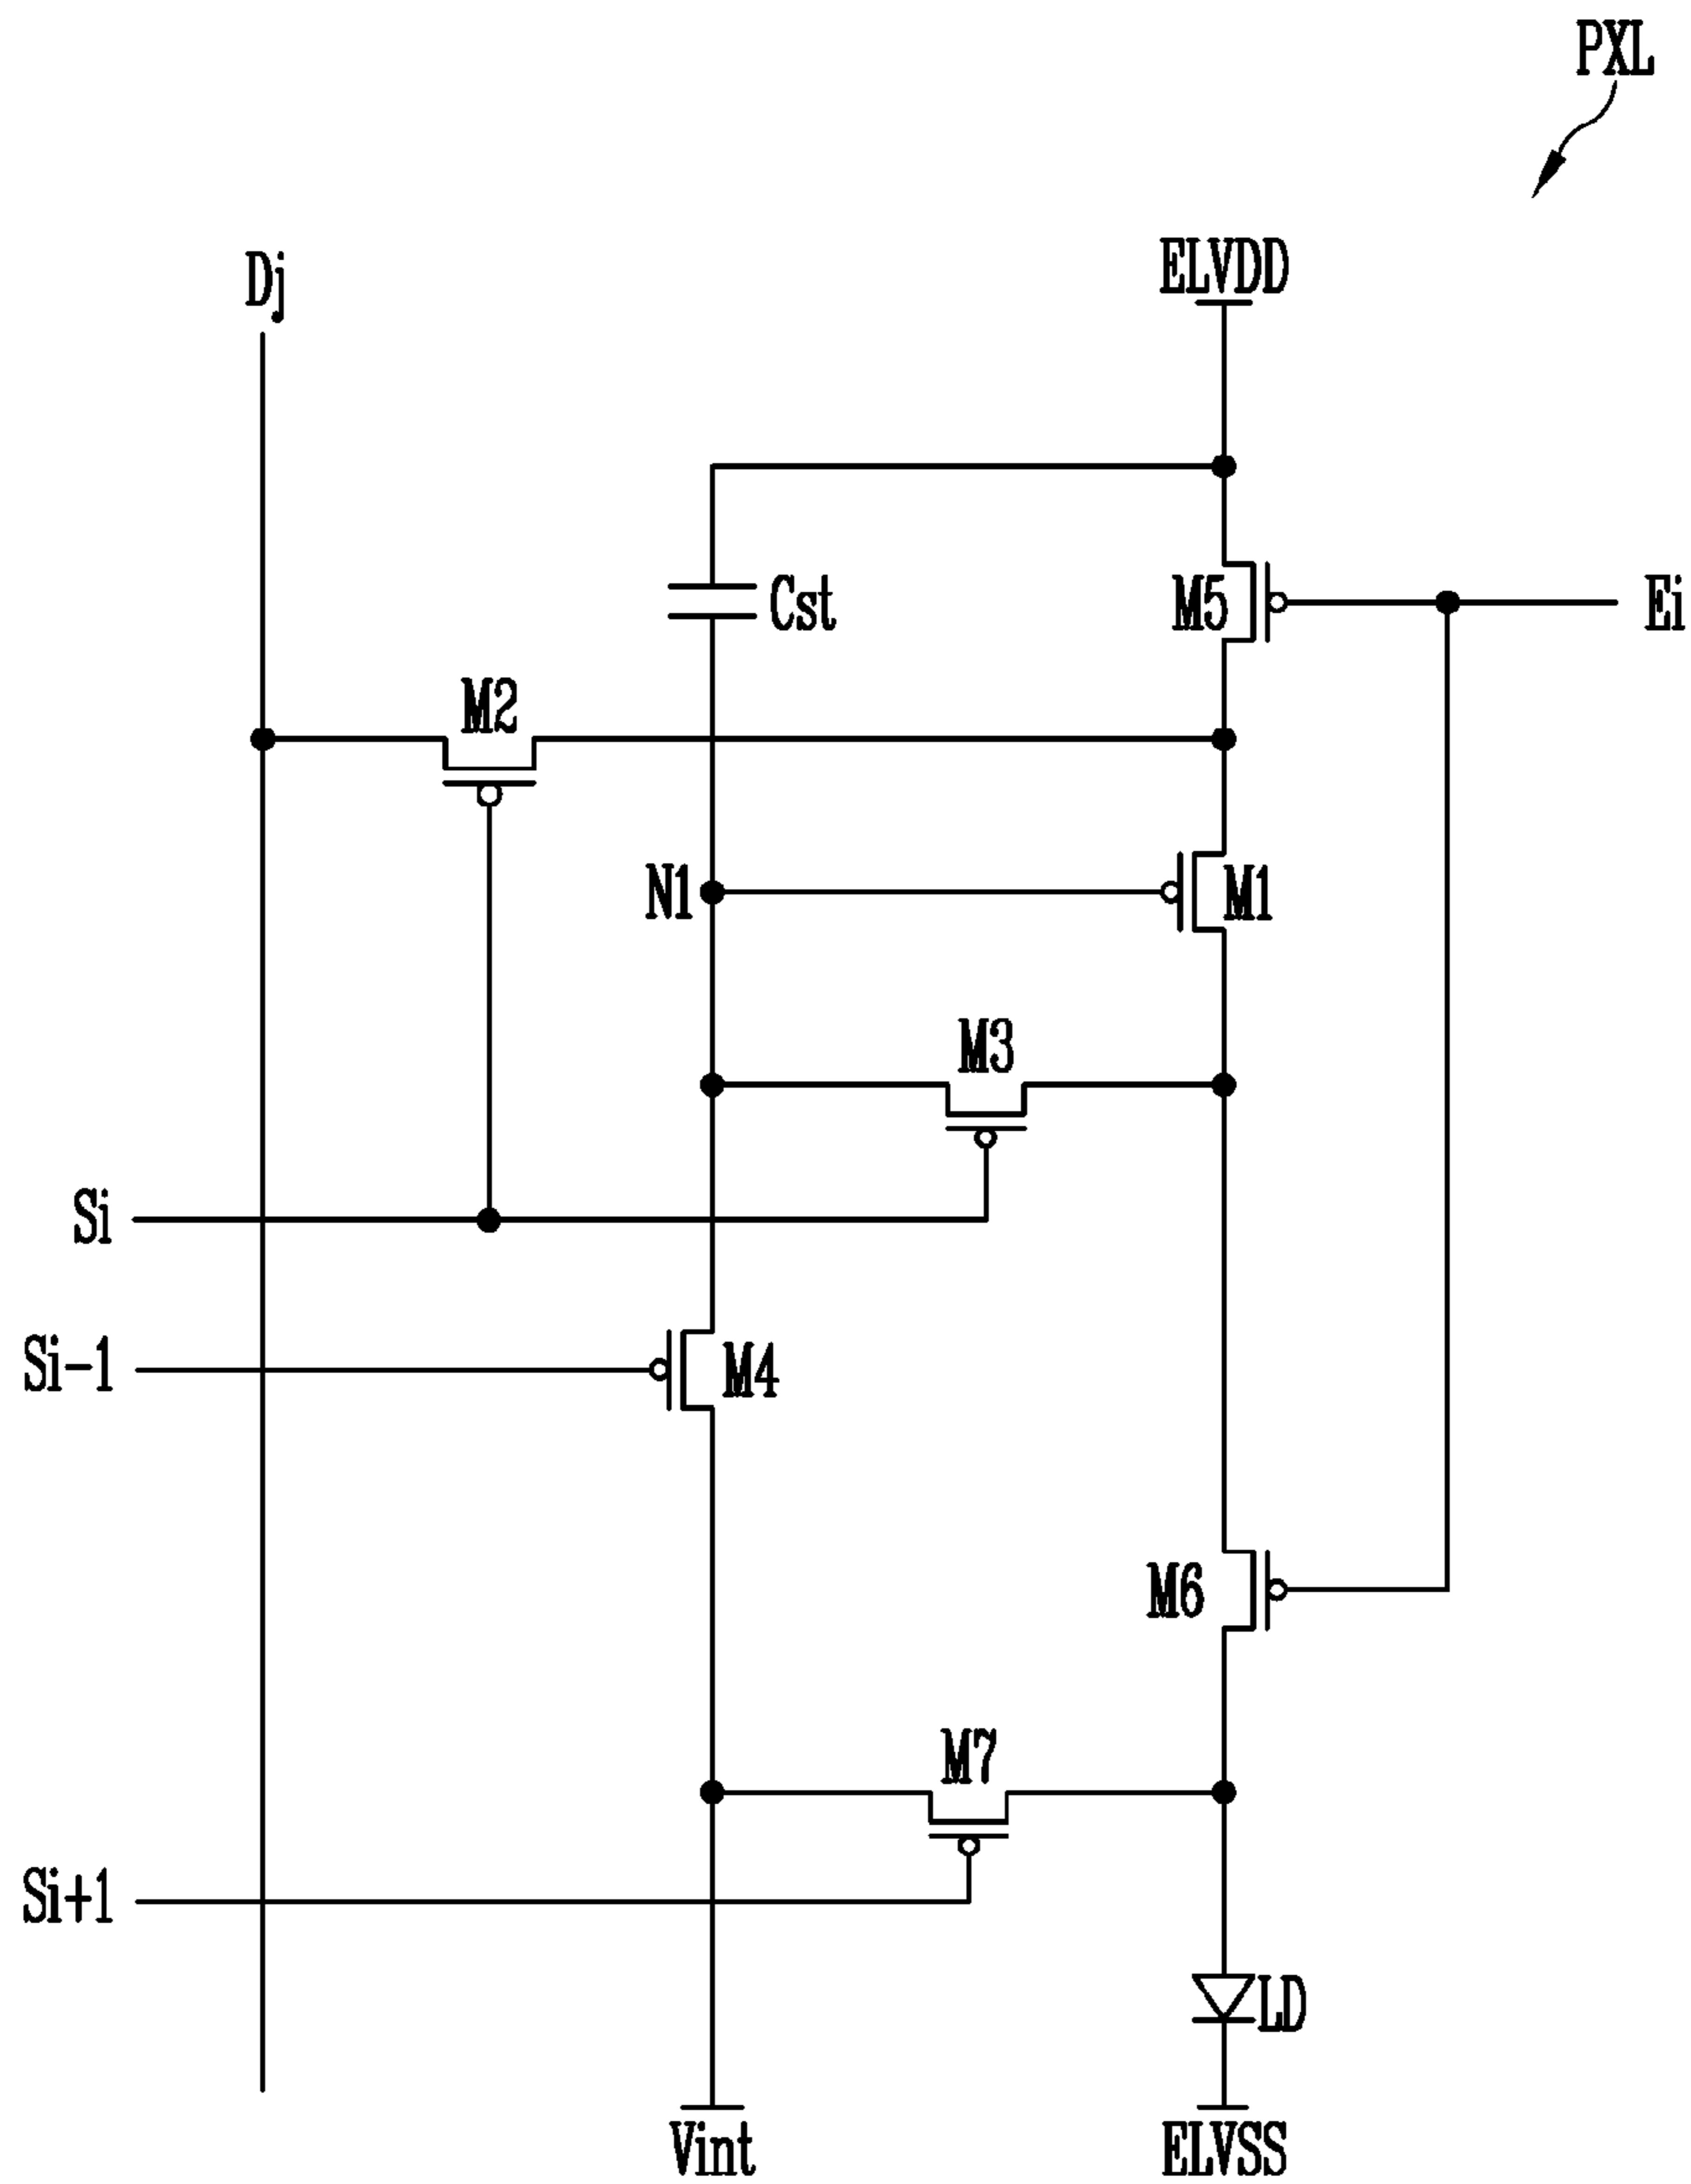 PXL
Dj
ELVDD
Cst
M5
Ei
M2
N1
M1
M3
Si
Si-1
M4
M6
M7
Si+1
LD
Vint
ELVSS